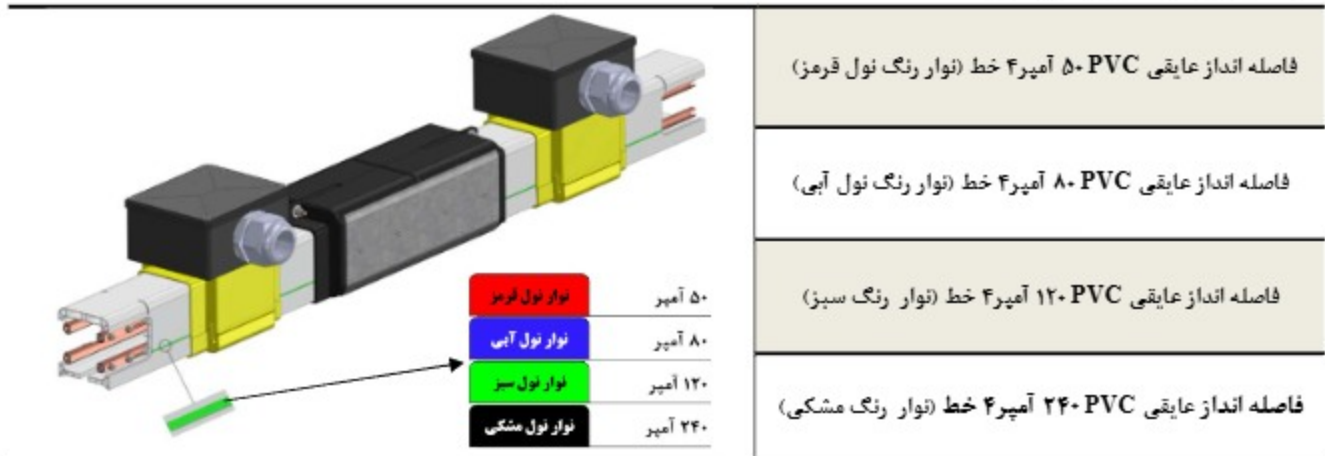 فاصله انداز عایقی PVC ۵۰ آمپر۴ خط (نوار رنگ نول قرمز)
فاصله انداز عایقی PVC ۸۰ آمپر۴ خط (نوار رنگ نول آبی)
فاصله انداز عایقی PVC ۱۲۰ آمپر۴ خط (نوار رنگ سبز)
فاصله انداز عایقی PVC ۲۴۰ آمپر۴ خط (نوار رنگ مشکی)
۵۰ آمپر نوار نول قرمز
۸۰ آمپر نوار نول آبی
۱۲۰ آمپر نوار نول سبز
۲۴۰ آمپر نوار نول مشکی